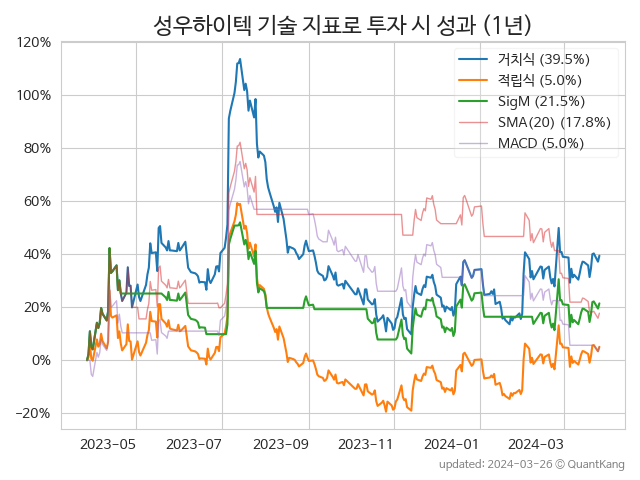 성우하이텍 기술 지표로 투자 시 성과 (1년)
120%
100%
80%
60%
40%
20%
0%
−20%
거치식 (39.5%)
적립식 (5.0%)
SigM (21.5%)
SMA(20) (17.8%)
MACD (5.0%)
2023-05 2023-07 2023-09 2023-11 2024-01 2024-03
updated: 2024-03-26 © QuantKang